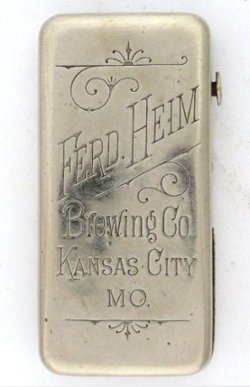 FERD. HEIM
Brewing Co.
KANSAS-CITY
MO.